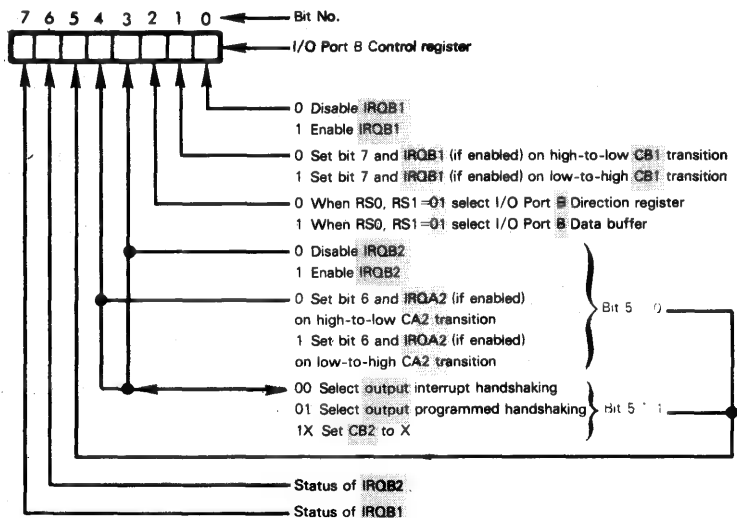 7 6 5 4 3 2 1 0 Bit No.
I/O Port B Control register
0 Disable IRQB1
1 Enable IRQB1
0 Set bit 7 and IRQB1 (if enabled) on high-to-low CB1 transition
1 Set bit 7 and IRQB1 (if enabled) on low-to-high CB1 transition
0 When RS0, RS1=01 select I/O Port B Direction register
1 When RS0, RS1=01 select I/O Port B Data buffer
0 Disable IRQB2
1 Enable IRQB2
0 Set bit 6 and IRQA2 (if enabled)
on high-to-low CA2 transition
1 Set bit 6 and IRQA2 (if enabled)
on low-to-high CA2 transition
Bit 5 0
00 Select output interrupt handshaking
01 Select output programmed handshaking
1X Set CB2 to X
Bit 5 1
Status of IRQB2
Status of IRQB1